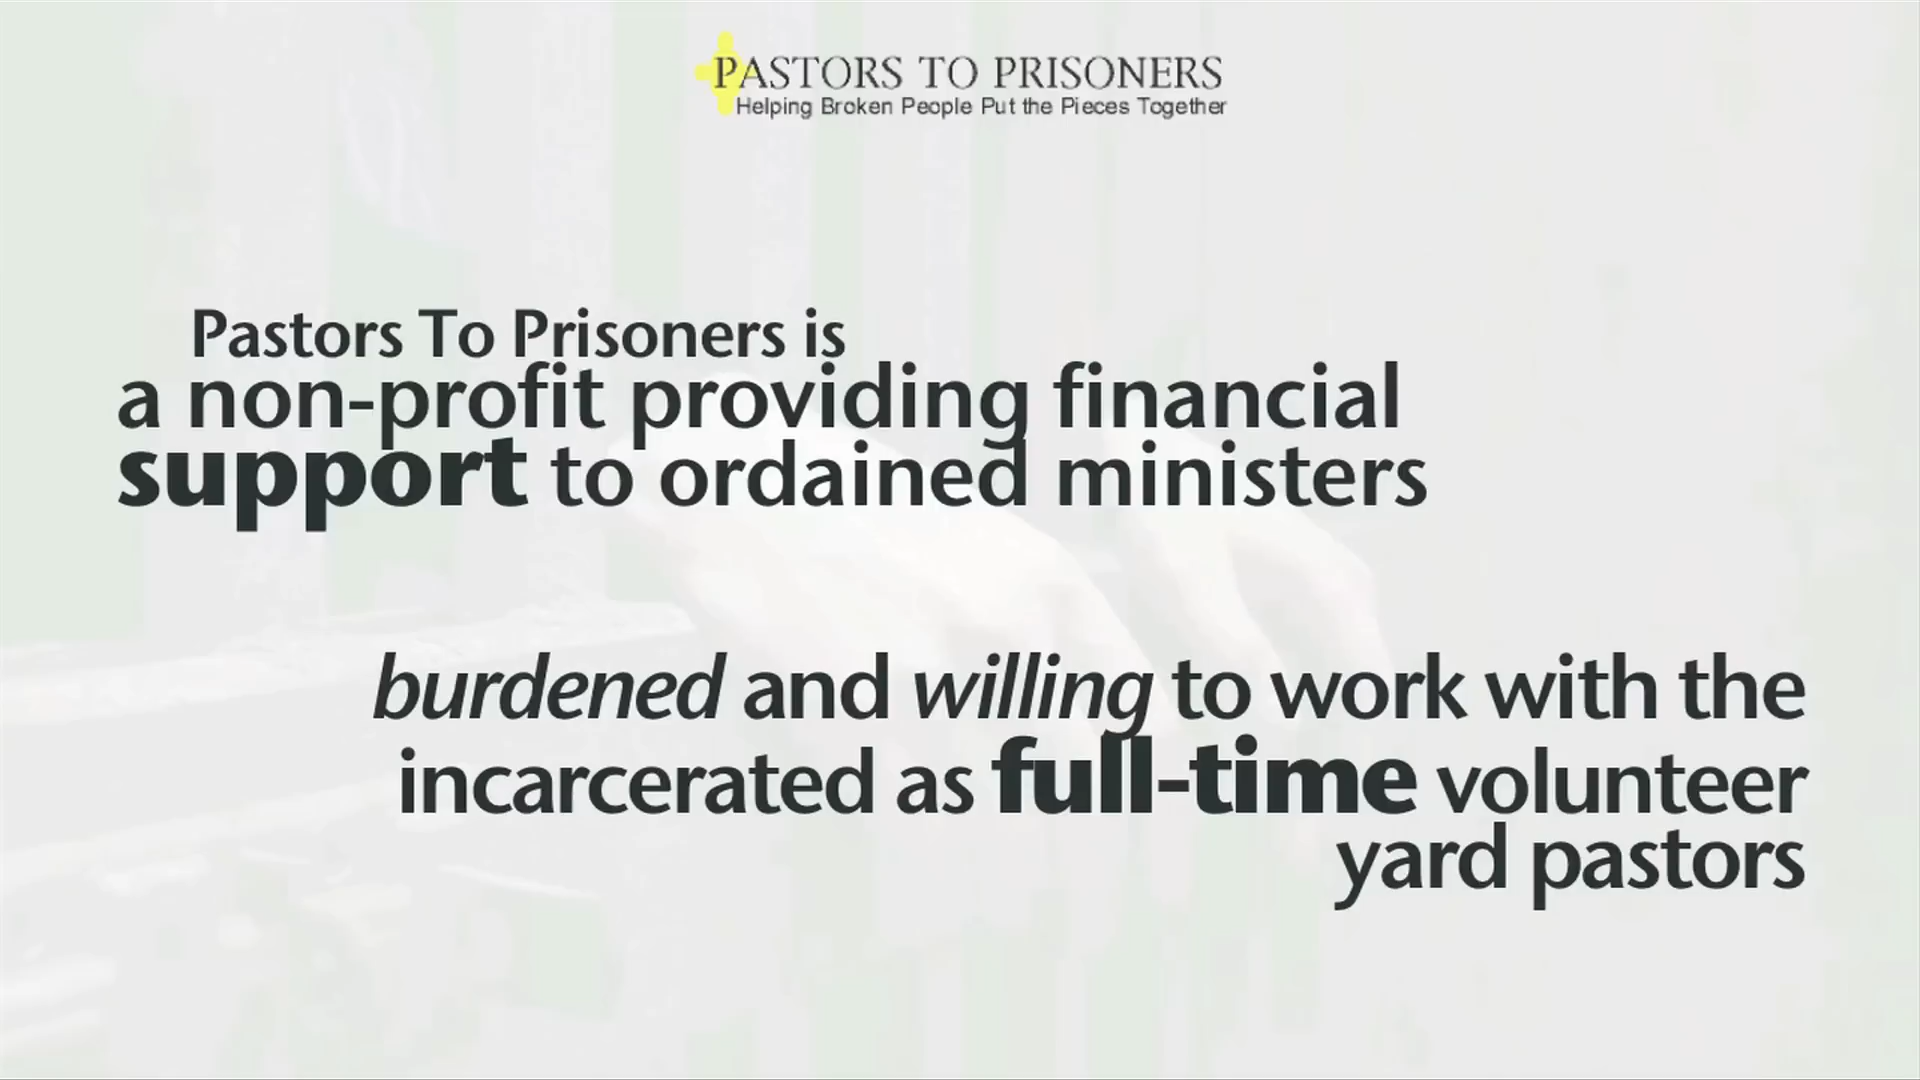 PASTORS TO PRISONERS
Helping Broken People Put the Pieces Together
Pastors To Prisoners is
a non-profit providing financial
support to ordained ministers
burdened and willing to work with the
incarcerated as full-time volunteer
yard pastors